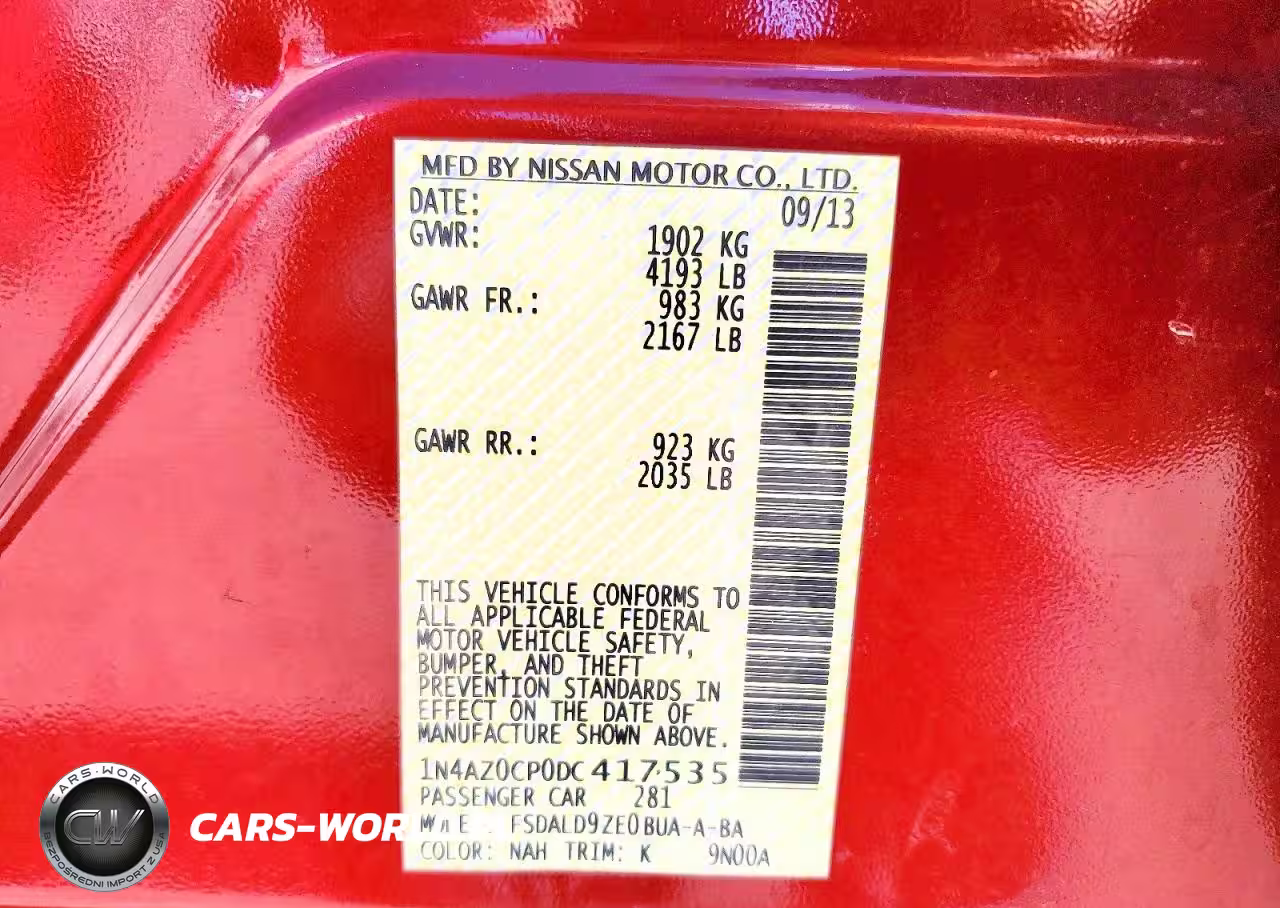 MFD BY NISSAN MOTOR CO., LTD.
DATE: 09/13
GVWR: 1902 KG
4193 LB
GAWR FR.: 983 KG
2167 LB
GAWR RR.: 923 KG
2035 LB
THIS VEHICLE CONFORMS TO
ALL APPLICABLE FEDERAL
MOTOR VEHICLE SAFETY,
BUMPER, AND THEFT
PREVENTION STANDARDS IN
EFFECT ON THE DATE OF
MANUFACTURE SHOWN ABOVE.
1N4AZ0CP0DC417535
PASSENGER CAR 281
FSDALD9ZE0BUA-A-BA
COLOR: NAH TRIM: K 9N00A
CARS-WORLD
CW
BEZPOŚREDNI IMPORT Z USA
CARS-WOR